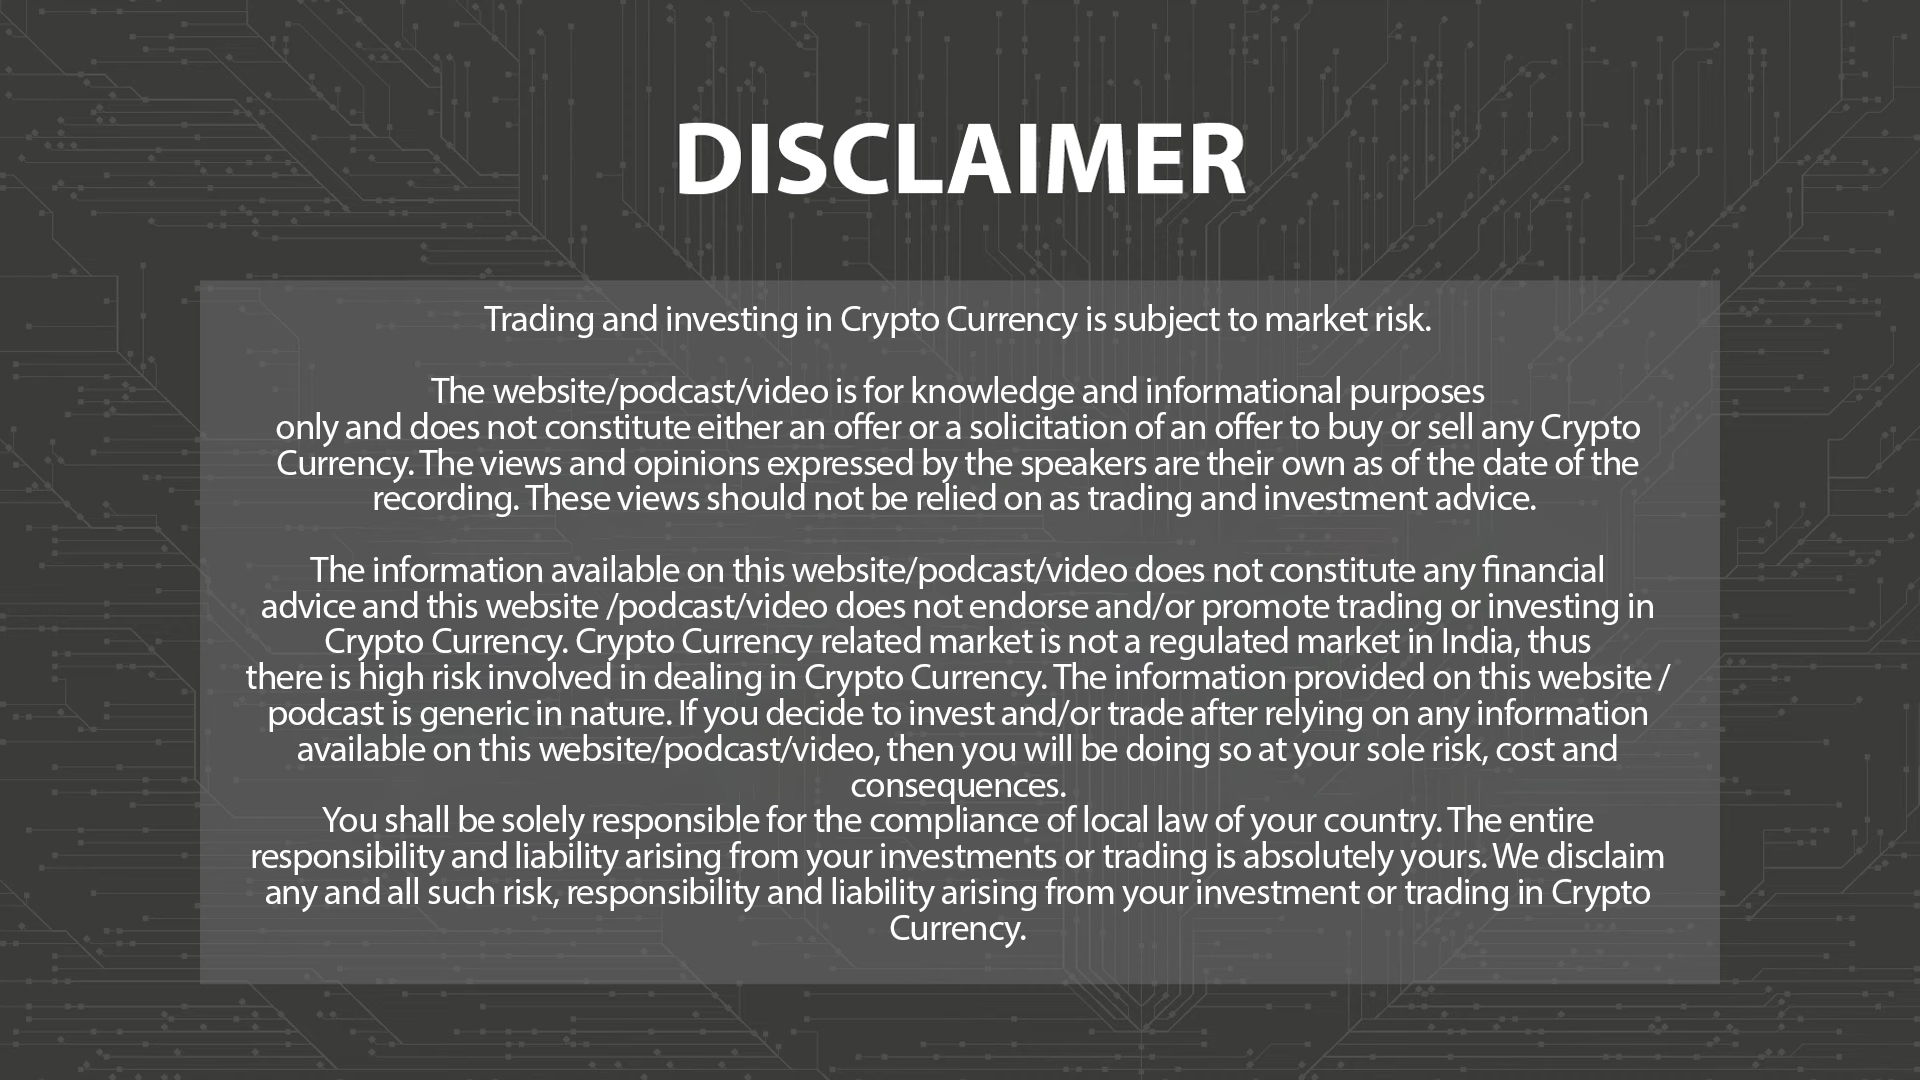 DISCLAIMER
Trading and investing in Crypto Currency is subject to market risk.
The website/podcast/video is for knowledge and informational purposes
only and does not constitute either an offer or a solicitation of an offer to buy or sell any Crypto
Currency. The views and opinions expressed by the speakers are their own as of the date of the
recording. These views should not be relied on as trading and investment advice.
The information available on this website/podcast/video does not constitute any financial
advice and this website /podcast/video does not endorse and/or promote trading or investing in
Crypto Currency. Crypto Currency related market is not a regulated market in India, thus
there is high risk involved in dealing in Crypto Currency. The information provided on this website /
podcast is generic in nature. If you decide to invest and/or trade after relying on any information
available on this website/podcast/video, then you will be doing so at your sole risk, cost and
consequences.
You shall be solely responsible for the compliance of local law of your country. The entire
responsibility and liability arising from your investments or trading is absolutely yours. We disclaim
any and all such risk, responsibility and liability arising from your investment or trading in Crypto
Currency.